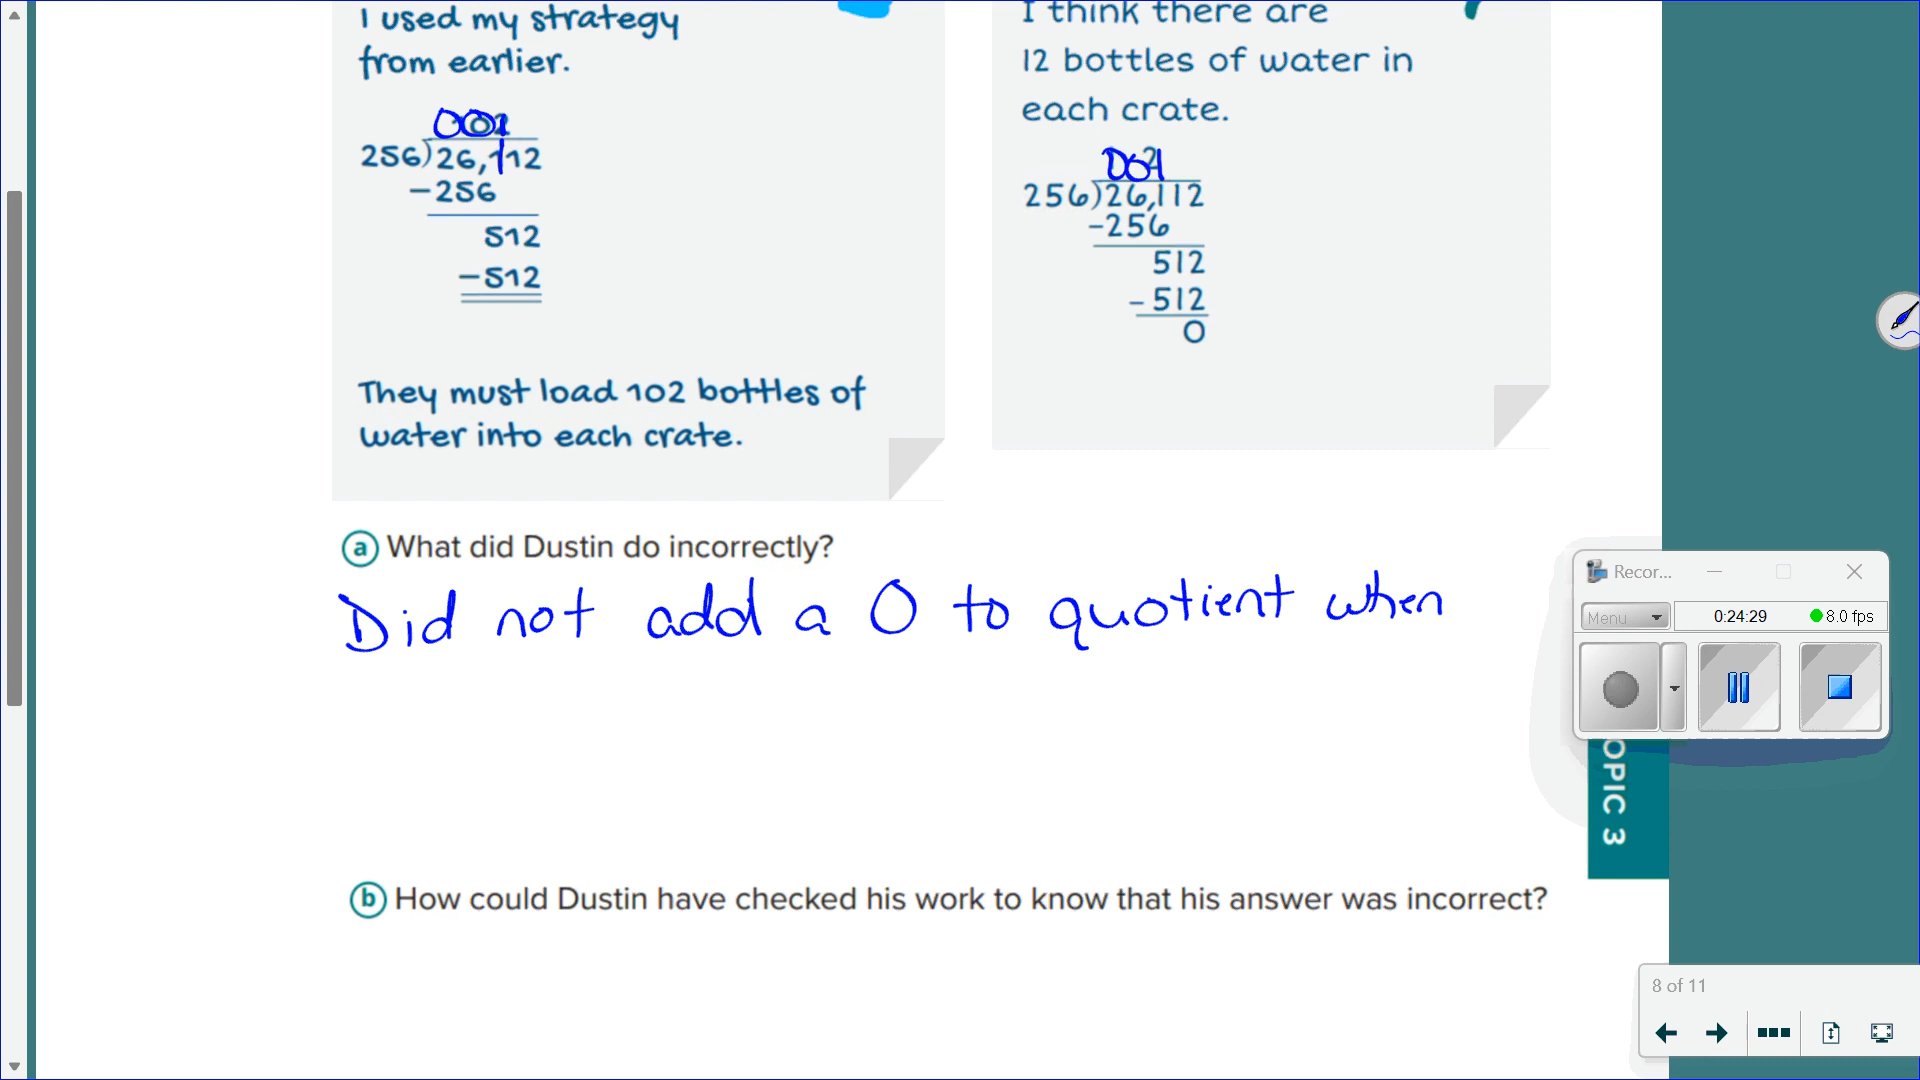 I used my strategy
from earlier.
256)26,112
-256
512
-512
They must load 102 bottles of
water into each crate.
I think there are
12 bottles of water in
each crate.
256)26,112
-256
512
-512
0
a What did Dustin do incorrectly?
Did not add a 0 to quotient when
b How could Dustin have checked his work to know that his answer was incorrect?
Recor...
Menu
0:24:29
8.0 fps
OPIC 3
8 of 11